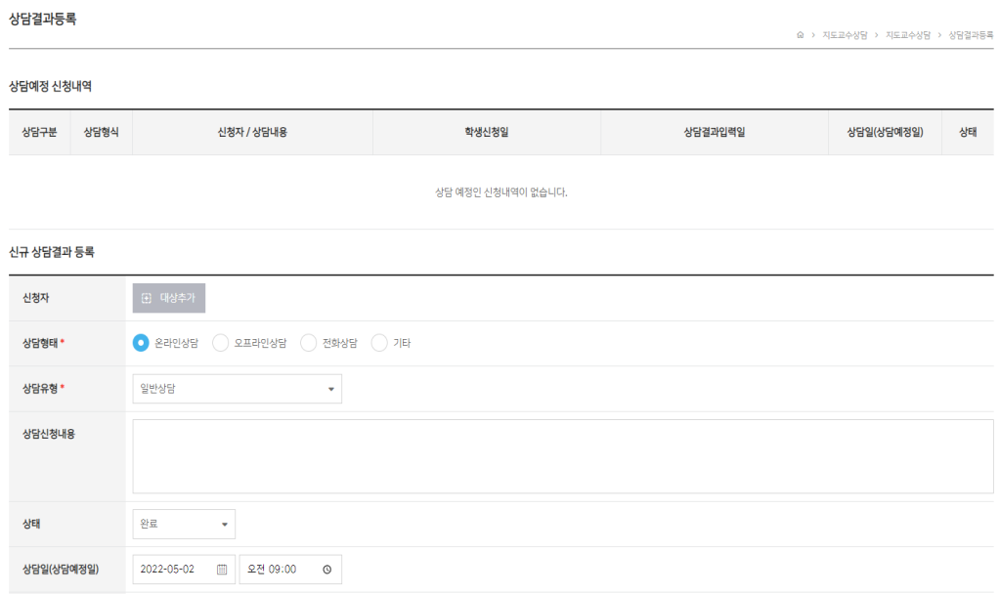 상담결과등록
지도교수상담 > 지도교수상담 > 상담결과등록
상담예정 신청내역
상담구분 상담형식 신청자 / 상담내용 학생신청일 상담결과입력일 상담일(상담예정일) 상태
상담 예정인 신청내역이 없습니다.
신규 상담결과 등록
신청자 대상추가
상담형태 * 온라인상담 오프라인상담 전화상담 기타
상담유형 * 일반상담
상담신청내용
상태 완료
상담일(상담예정일) 2022-05-02 오전 09:00